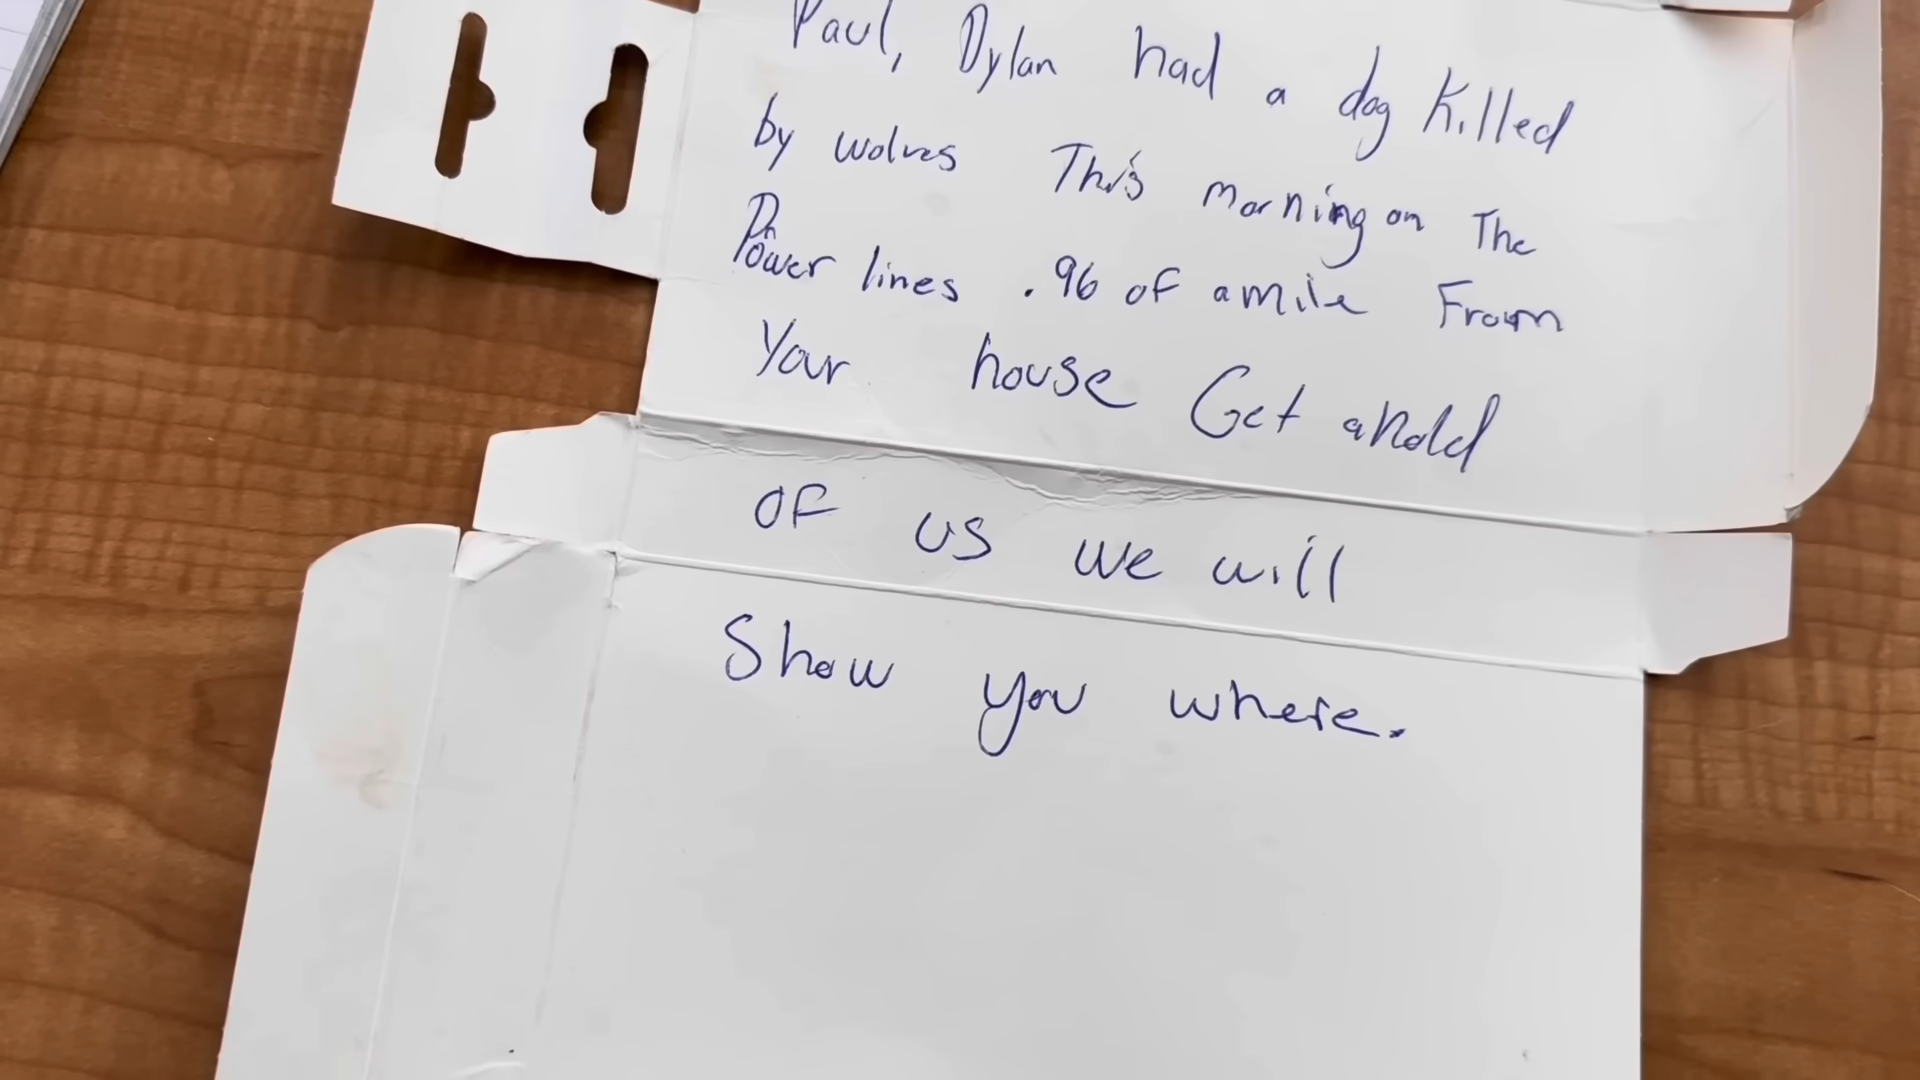 Paul, Dylan had a dog Killed
by wolves This morning on The
Power lines .96 of a mile From
Your house Get ahold
OF us we will
Show you where.